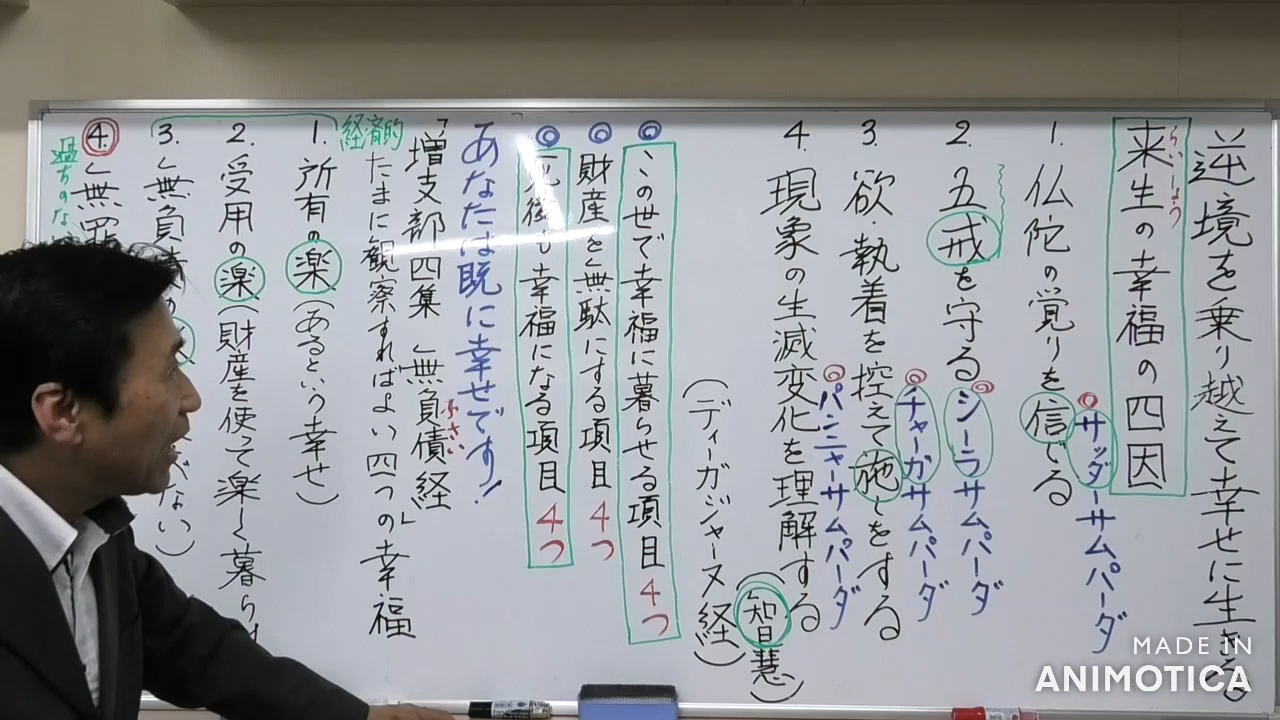 逆境を乗り越えて幸せに生きる。
来生の幸福の四因
らいしょう
1. 仏陀の覚りを信じる
サッダーサムパーダ
2. 五戒を守る
シーラサムパーダ
3. 欲・執着を控えて施しをする
チャーガサムパーダ
4. 現象の生滅変化を理解する
パンニャーサムパーダ
(智慧)
(ディーガジャーヌ経)
◎ この世で幸福に暮らせる項目4つ
◎ 財産を無駄にする項目4つ
◎ 死後も幸福になる項目4つ
あなたは既に幸せです!
「増支部四集 無負債経」
ふさい
たまに観察すればよい四つの幸福
経済的
1. 所有の楽(あるという幸せ)
2. 受用の楽(財産を使って楽しく暮らす
3. 無負債の
べない)
4. 無罪
過ちのな
MADE IN
ANIMOTICA